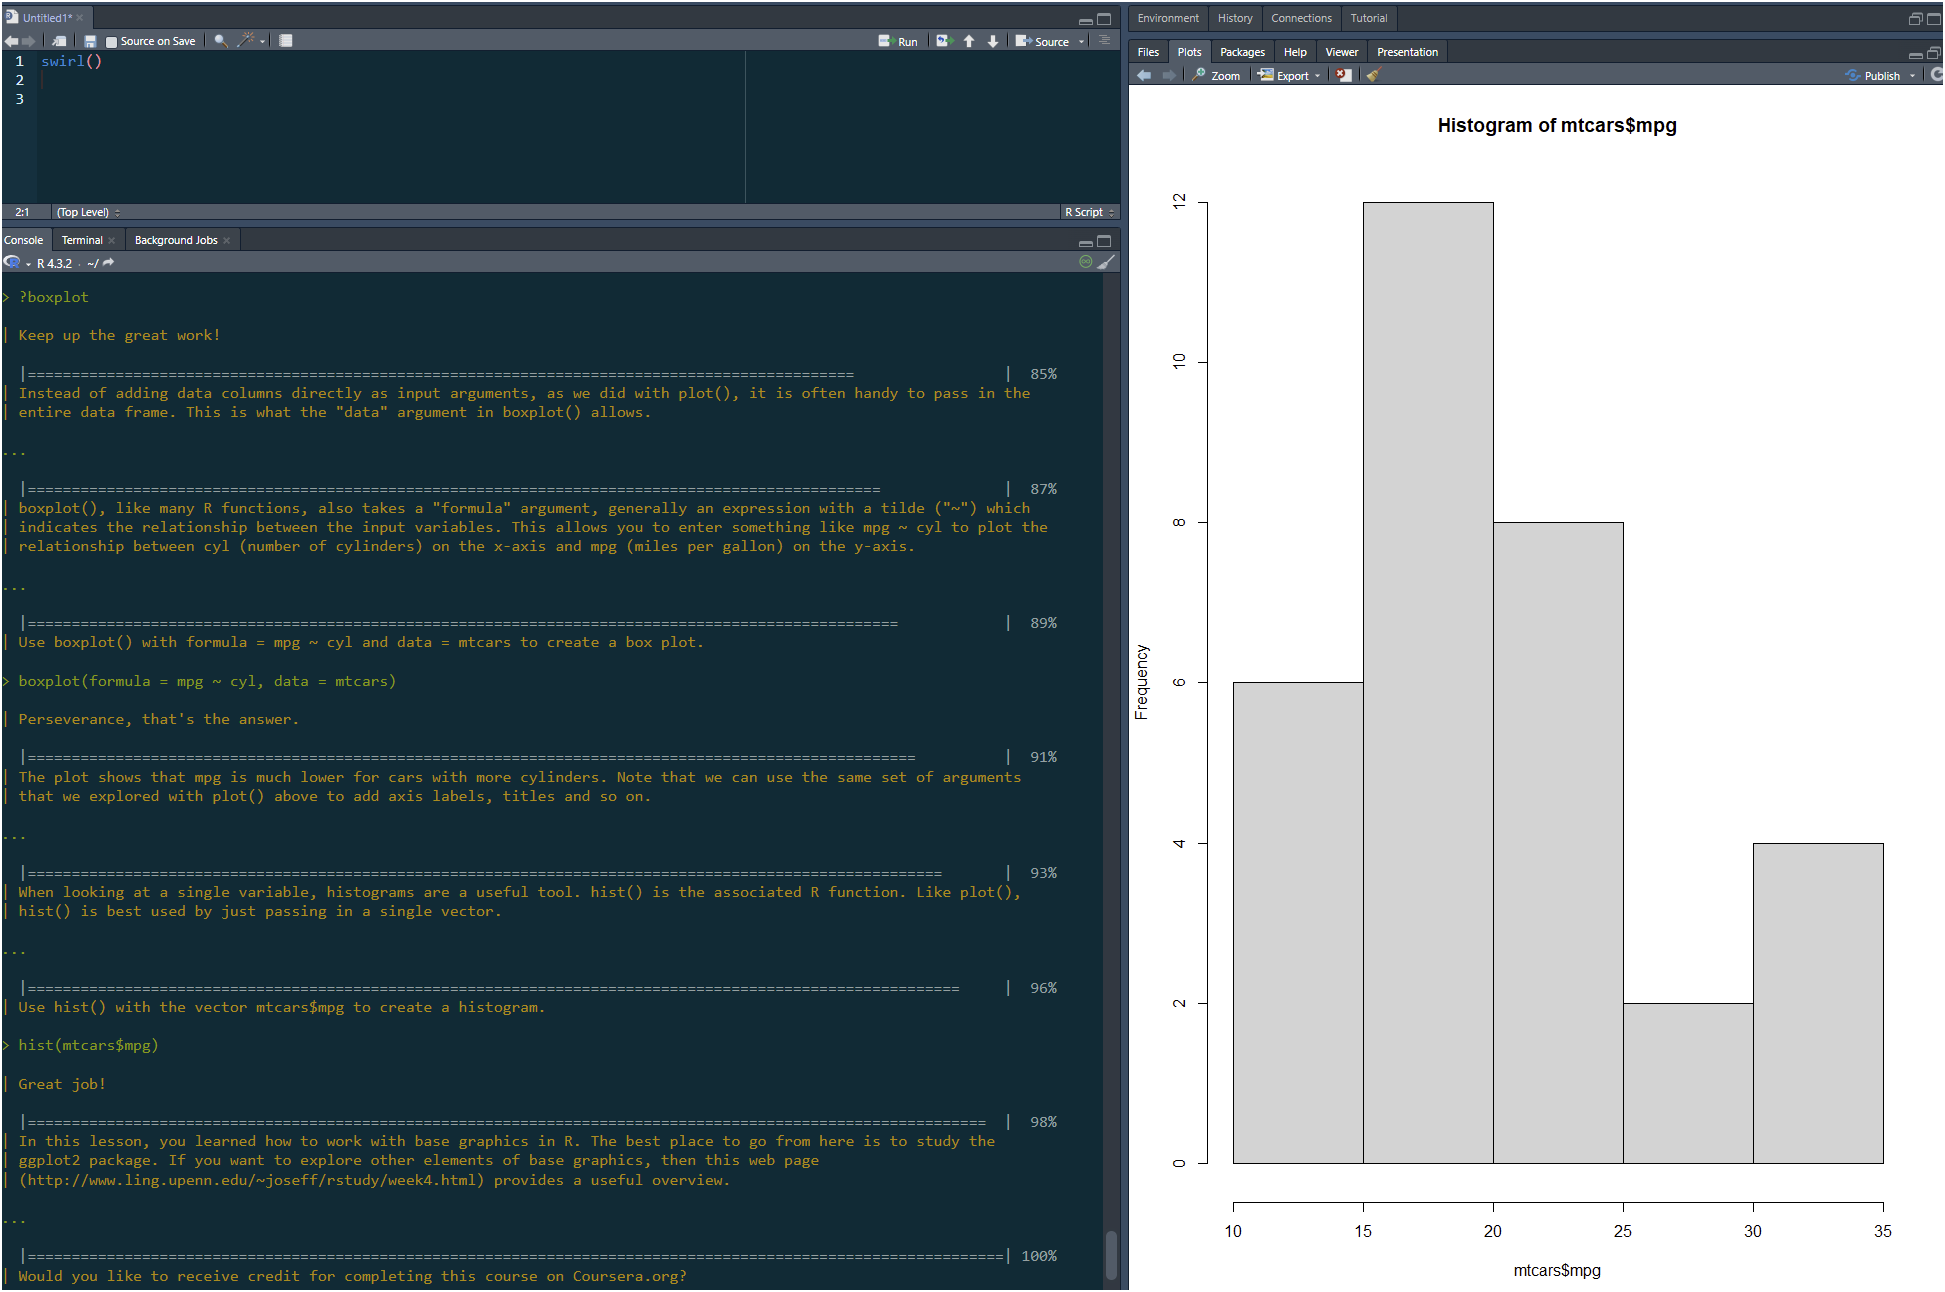 Untitled1*
Source on Save
Run
Source
1 swirl()
2
3
2:1 (Top Level)
R Script
Console Terminal Background Jobs
R 4.3.2 · ~/
> ?boxplot
| Keep up the great work!
|==============================================================================================| 85%
| Instead of adding data columns directly as input arguments, as we did with plot(), it is often handy to pass in the
| entire data frame. This is what the "data" argument in boxplot() allows.
...
|=================================================================================================| 87%
| boxplot(), like many R functions, also takes a "formula" argument, generally an expression with a tilde ("~") which
| indicates the relationship between the input variables. This allows you to enter something like mpg ~ cyl to plot the
| relationship between cyl (number of cylinders) on the x-axis and mpg (miles per gallon) on the y-axis.
...
|===================================================================================================| 89%
| Use boxplot() with formula = mpg ~ cyl and data = mtcars to create a box plot.
> boxplot(formula = mpg ~ cyl, data = mtcars)
| Perseverance, that's the answer.
|=====================================================================================================| 91%
| The plot shows that mpg is much lower for cars with more cylinders. Note that we can use the same set of arguments
| that we explored with plot() above to add axis labels, titles and so on.
...
|========================================================================================================| 93%
| When looking at a single variable, histograms are a useful tool. hist() is the associated R function. Like plot(),
| hist() is best used by just passing in a single vector.
...
|==========================================================================================================| 96%
| Use hist() with the vector mtcars$mpg to create a histogram.
> hist(mtcars$mpg)
| Great job!
|=============================================================================================================| 98%
| In this lesson, you learned how to work with base graphics in R. The best place to go from here is to study the
| ggplot2 package. If you want to explore other elements of base graphics, then this web page
| (http://www.ling.upenn.edu/~joseff/rstudy/week4.html) provides a useful overview.
...
|===============================================================================================================| 100%
| Would you like to receive credit for completing this course on Coursera.org?
Environment History Connections Tutorial
Files Plots Packages Help Viewer Presentation
Zoom Export Publish
Histogram of mtcars$mpg
Frequency
12
10
8
6
4
2
0
10 15 20 25 30 35
mtcars$mpg